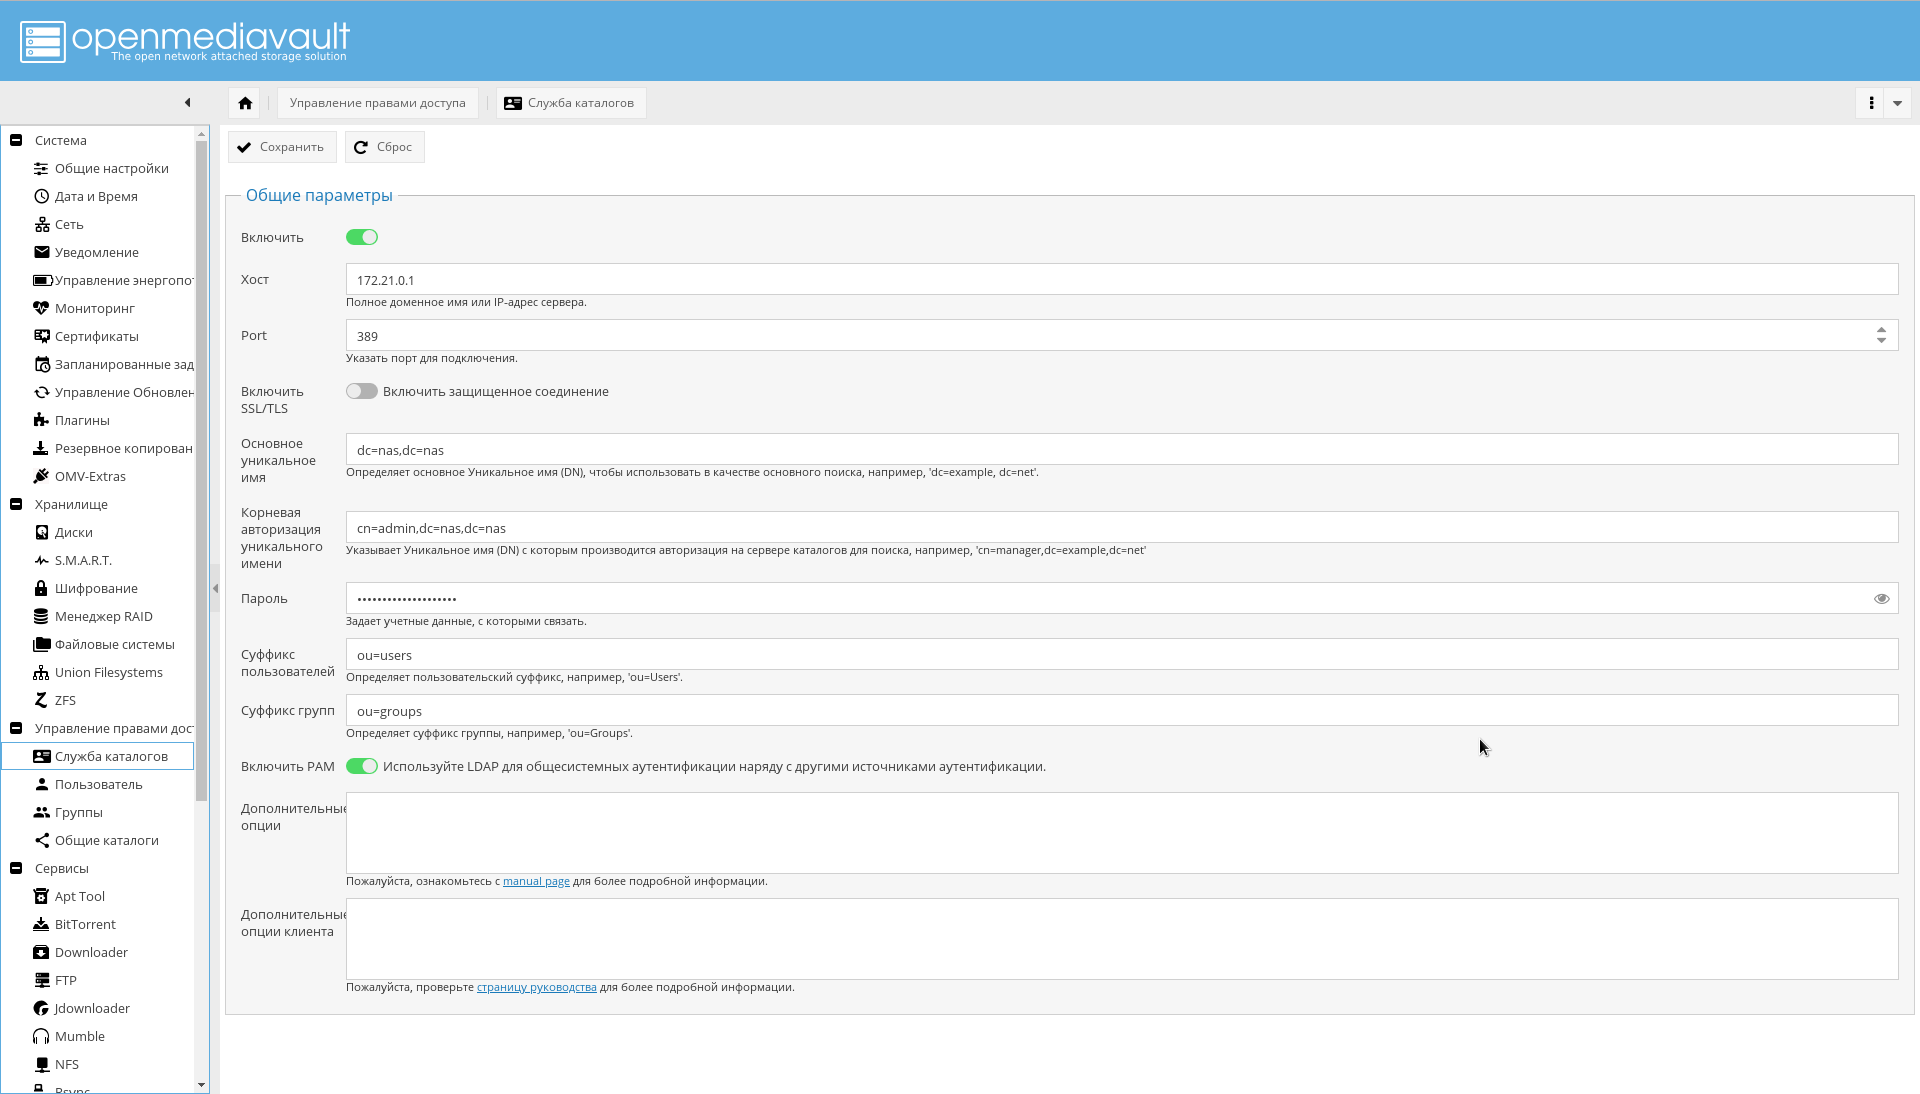 openmediavault
The open network attached storage solution
Управление правами доступа
Служба каталогов
Система
Общие настройки
Дата и Время
Сеть
Уведомление
Управление энергопот
Мониторинг
Сертификаты
Запланированные зад
Управление Обновлен
Плагины
Резервное копирован
OMV-Extras
Хранилище
Диски
S.M.A.R.T.
Шифрование
Менеджер RAID
Файловые системы
Union Filesystems
ZFS
Управление правами дост
Служба каталогов
Пользователь
Группы
Общие каталоги
Сервисы
Apt Tool
BitTorrent
Downloader
FTP
Jdownloader
Mumble
NFS
Rsync
Сохранить
Сброс
Общие параметры
Включить
Хост
172.21.0.1
Полное доменное имя или IP-адрес сервера.
Port
389
Указать порт для подключения.
Включить
SSL/TLS
Включить защищенное соединение
Основное
уникальное
имя
dc=nas,dc=nas
Определяет основное Уникальное имя (DN), чтобы использовать в качестве основного поиска, например, 'dc=example, dc=net'.
Корневая
авторизация
уникального
имени
cn=admin,dc=nas,dc=nas
Указывает Уникальное имя (DN) с которым производится авторизация на сервере каталогов для поиска, например, 'cn=manager,dc=example,dc=net'
Пароль
••••••••••••••••••••
Задает учетные данные, с которыми связать.
Суффикс
пользователей
ou=users
Определяет пользовательский суффикс, например, 'ou=Users'.
Суффикс групп
ou=groups
Определяет суффикс группы, например, 'ou=Groups'.
Включить PAM
Используйте LDAP для общесистемных аутентификации наряду с другими источниками аутентификации.
Дополнительные
опции
Пожалуйста, ознакомьтесь с manual page для более подробной информации.
Дополнительные
опции клиента
Пожалуйста, проверьте страницу руководства для более подробной информации.